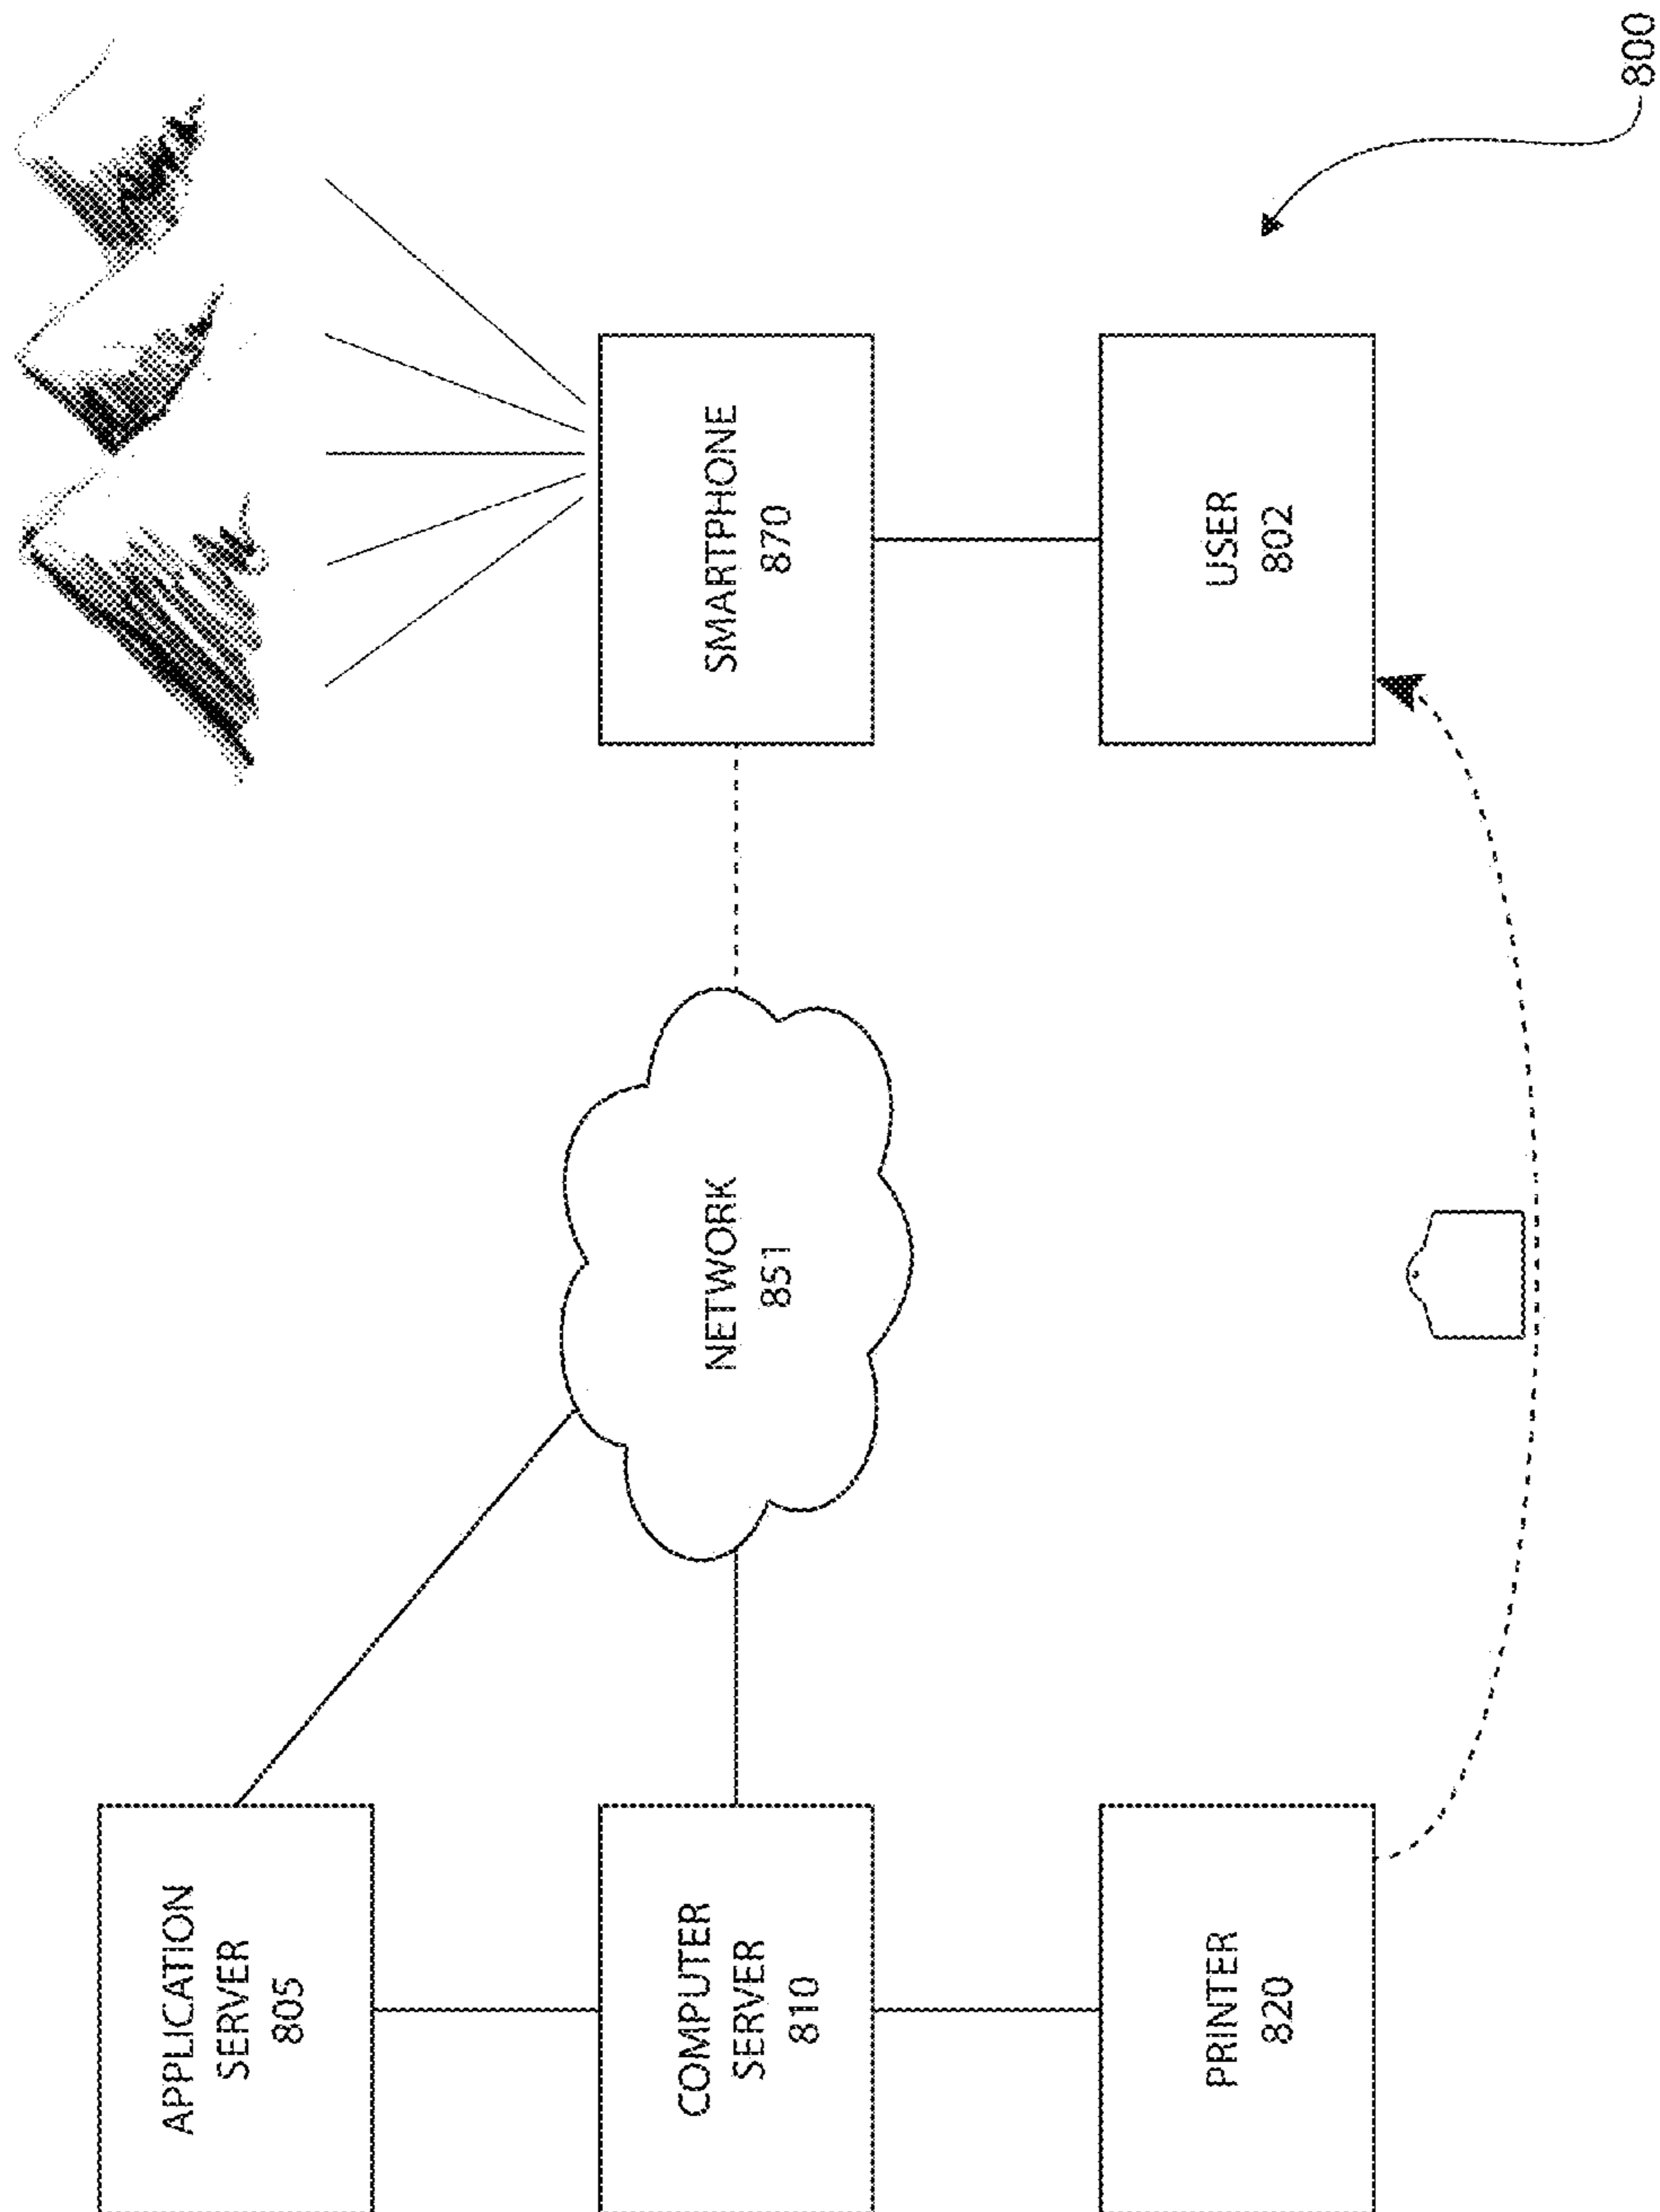 APPLICATION
SERVER
805
COMPUTER
SERVER
810
PRINTER
820
NETWORK
851
SMARTPHONE
870
USER
802
800